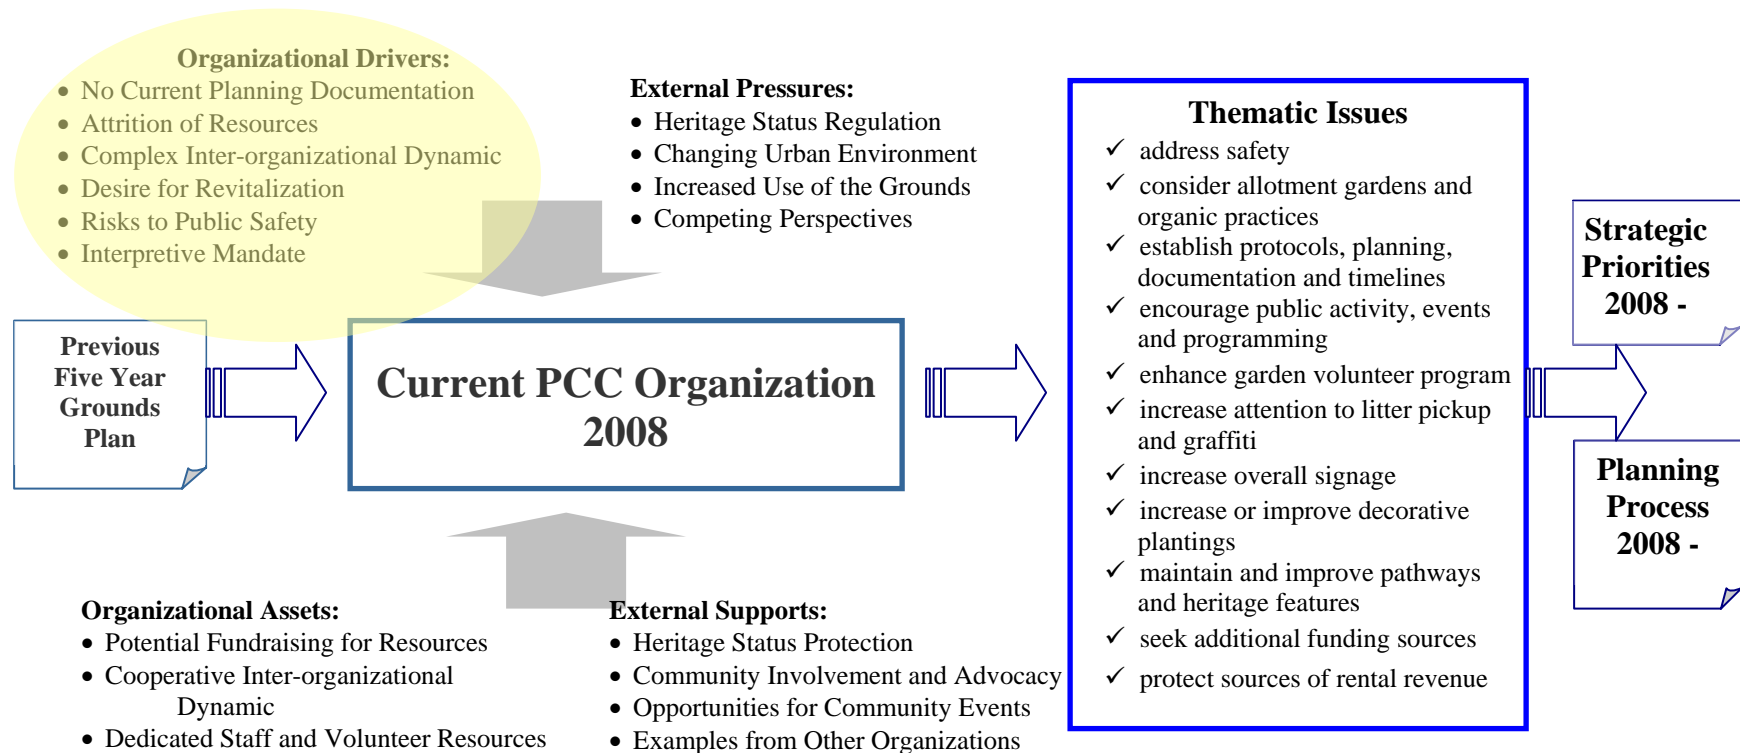 Organizational Drivers:
• No Current Planning Documentation
• Attrition of Resources
• Complex Inter-organizational Dynamic
• Desire for Revitalization
• Risks to Public Safety
• Interpretive Mandate
External Pressures:
• Heritage Status Regulation
• Changing Urban Environment
• Increased Use of the Grounds
• Competing Perspectives
Previous
Five Year
Grounds
Plan
Current PCC Organization
2008
Organizational Assets:
• Potential Fundraising for Resources
• Cooperative Inter-organizational
Dynamic
• Dedicated Staff and Volunteer Resources
External Supports:
• Heritage Status Protection
• Community Involvement and Advocacy
• Opportunities for Community Events
• Examples from Other Organizations
Thematic Issues
✓ address safety
✓ consider allotment gardens and
organic practices
✓ establish protocols, planning,
documentation and timelines
✓ encourage public activity, events
and programming
✓ enhance garden volunteer program
✓ increase attention to litter pickup
and graffiti
✓ increase overall signage
✓ increase or improve decorative
plantings
✓ maintain and improve pathways
and heritage features
✓ seek additional funding sources
✓ protect sources of rental revenue
Strategic
Priorities
2008 -
Planning
Process
2008 -